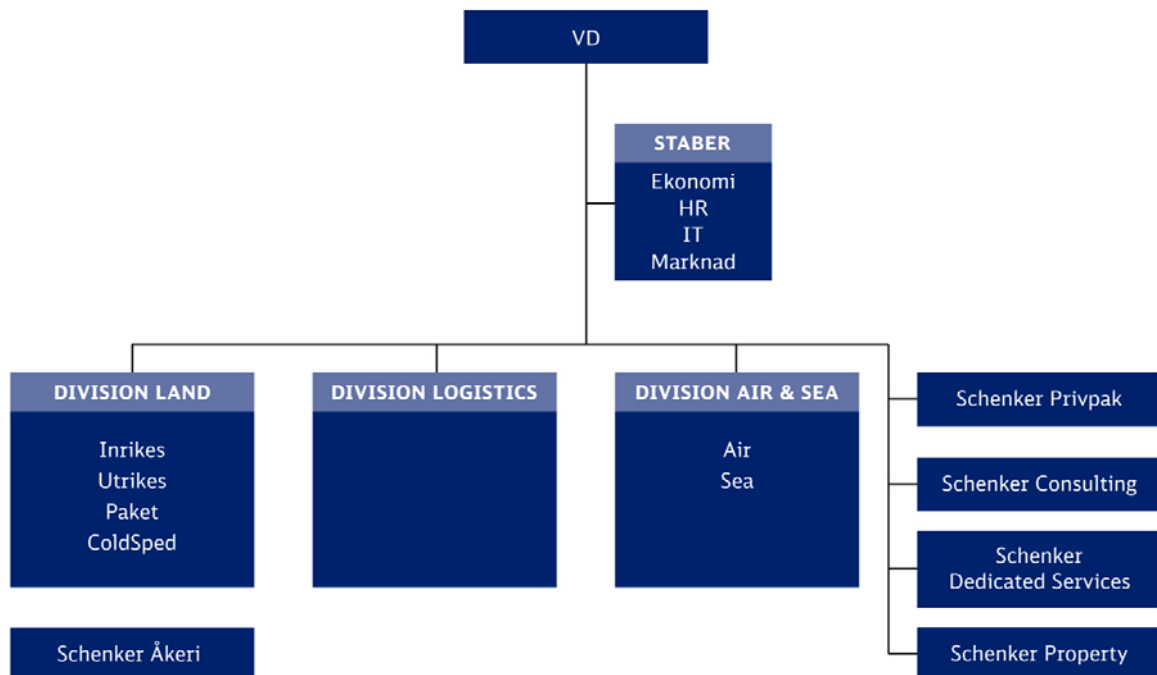 VD
STABER
Ekonomi
HR
IT
Marknad
DIVISION LAND
Inrikes
Utrikes
Paket
ColdSped
Schenker Åkeri
DIVISION LOGISTICS
DIVISION AIR & SEA
Air
Sea
Schenker Privpak
Schenker Consulting
Schenker
Dedicated Services
Schenker Property